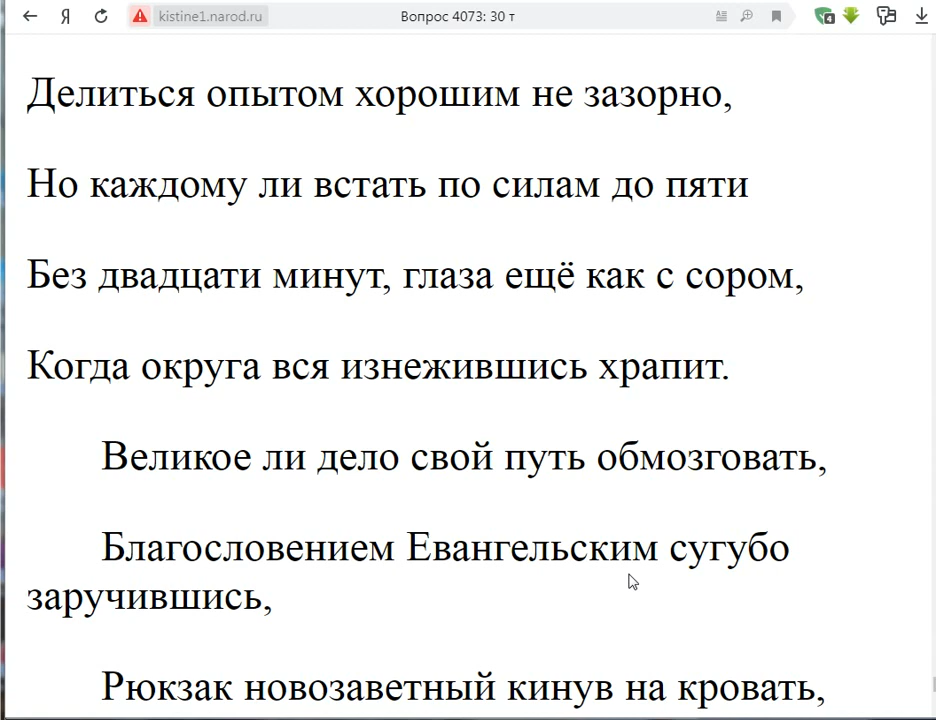 kistine1.narod.ru
Вопрос 4073: 30 т
4
Делиться опытом хорошим не зазорно,
Но каждому ли встать по силам до пяти
Без двадцати минут, глаза ещё как с сором,
Когда округа вся изнежившись храпит.
Великое ли дело свой путь обмозговать,
Благословением Евангельским сугубо
заручившись,
Рюкзак новозаветный кинув на кровать,